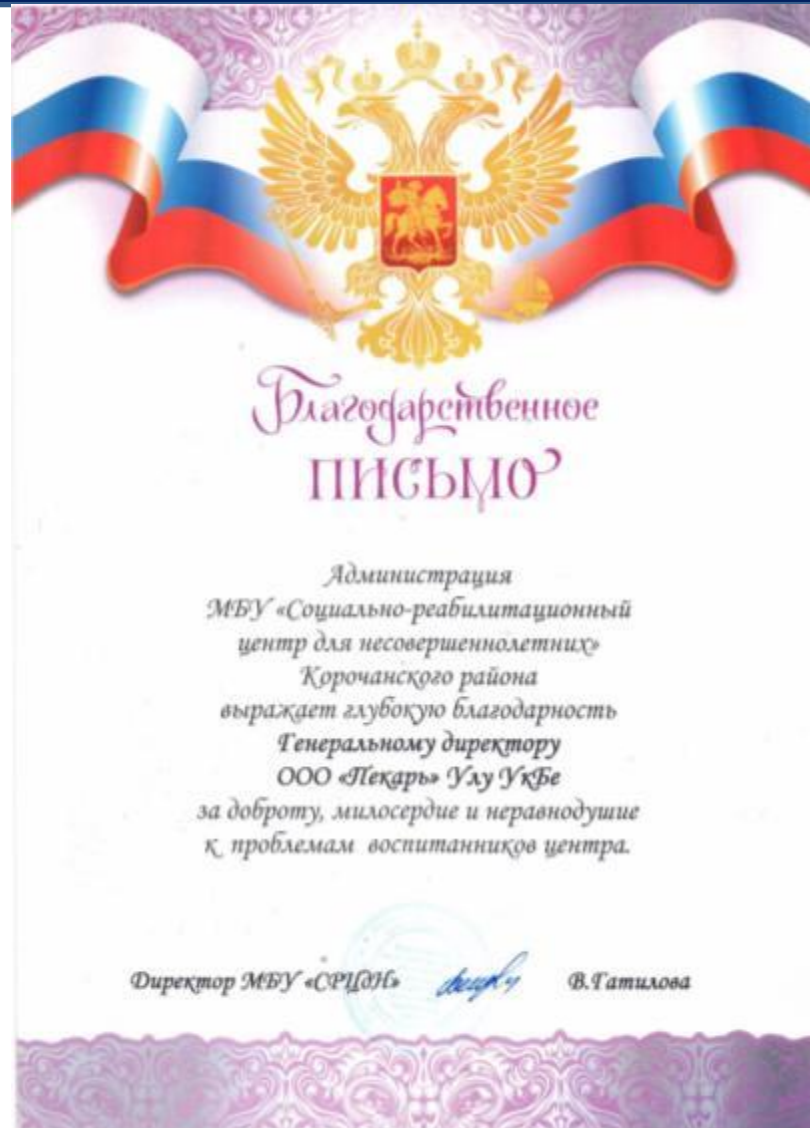 Благодарственное
ПИСЬМО
Администрация
МБУ «Социально-реабилитационный
центр для несовершеннолетних»
Корочанского района
выражает глубокую благодарность
Генеральному директору
ООО «Пекарь» Улу УкБе
за доброту, милосердие и неравнодушие
к проблемам воспитанников центра.
Директор МБУ «СРЦдН» В.Гатилова